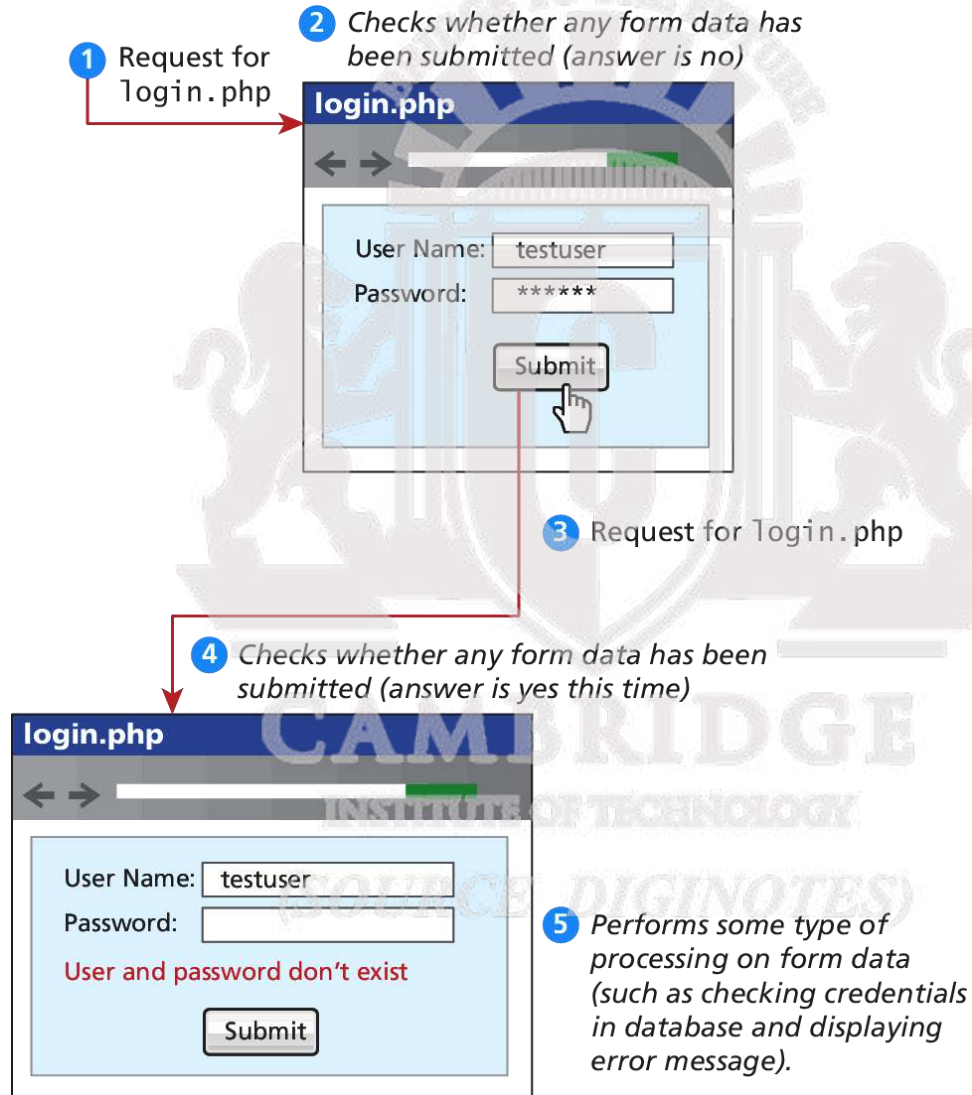 2 Checks whether any form data has
been submitted (answer is no)
1 Request for
login.php
login.php
User Name: testuser
Password: ******
Submit
3 Request for login.php
4 Checks whether any form data has been
submitted (answer is yes this time)
login.php
CAMBRIDGE
INSTITUTE OF TECHNOLOGY
(SOURCE DIGINOTES)
User Name: testuser
Password:
User and password don't exist
Submit
5 Performs some type of
processing on form data
(such as checking credentials
in database and displaying
error message).